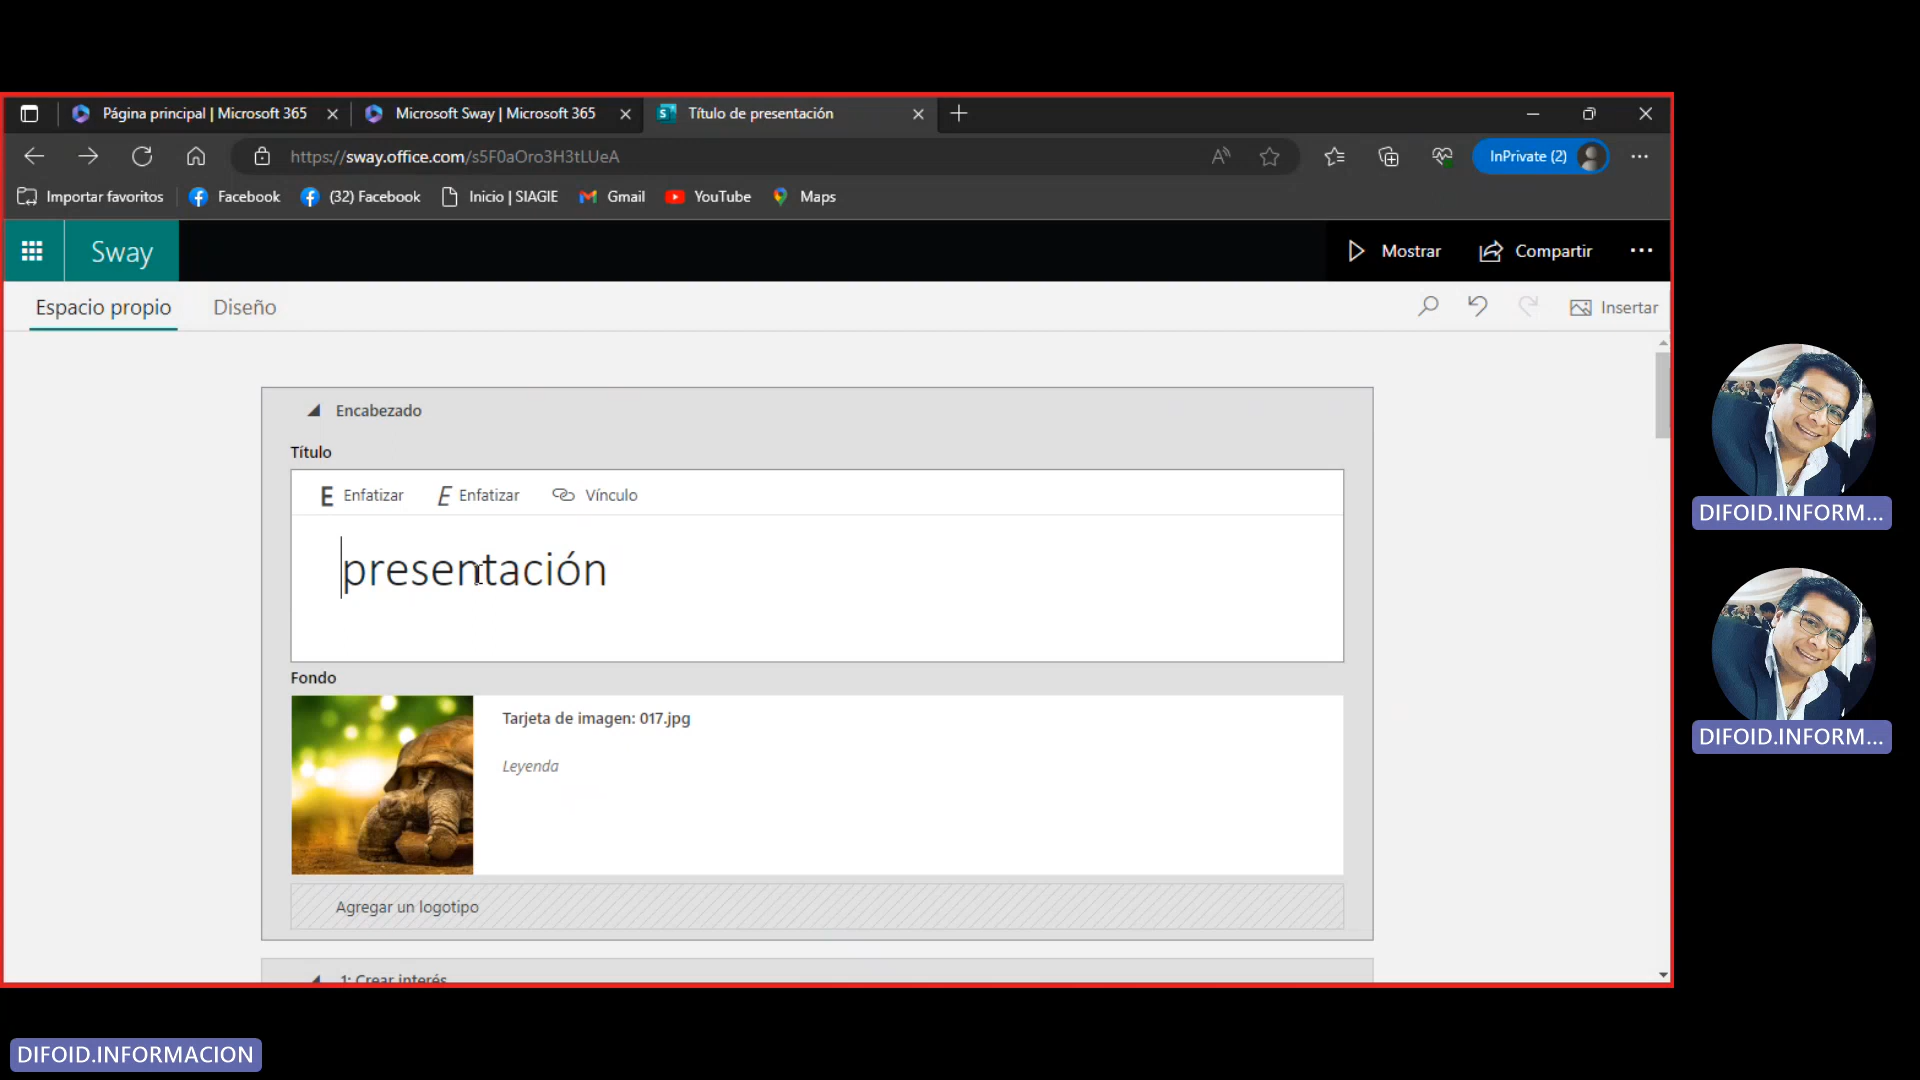 Página principal | Microsoft 365
Microsoft Sway | Microsoft 365
S
Título de presentación
https://sway.office.com/s5F0aOro3H3tLUeA
InPrivate (2)
Importar favoritos
Facebook
(32) Facebook
Inicio | SIAGIE
Gmail
YouTube
Maps
Sway
Mostrar
Compartir
Espacio propio
Diseño
Insertar
Encabezado
Título
E Enfatizar
E Enfatizar
Vínculo
presentación
Fondo
Tarjeta de imagen: 017.jpg
Leyenda
Agregar un logotipo
1: Crear interés
DIFOID.INFORM...
DIFOID.INFORM...
DIFOID.INFORMACION